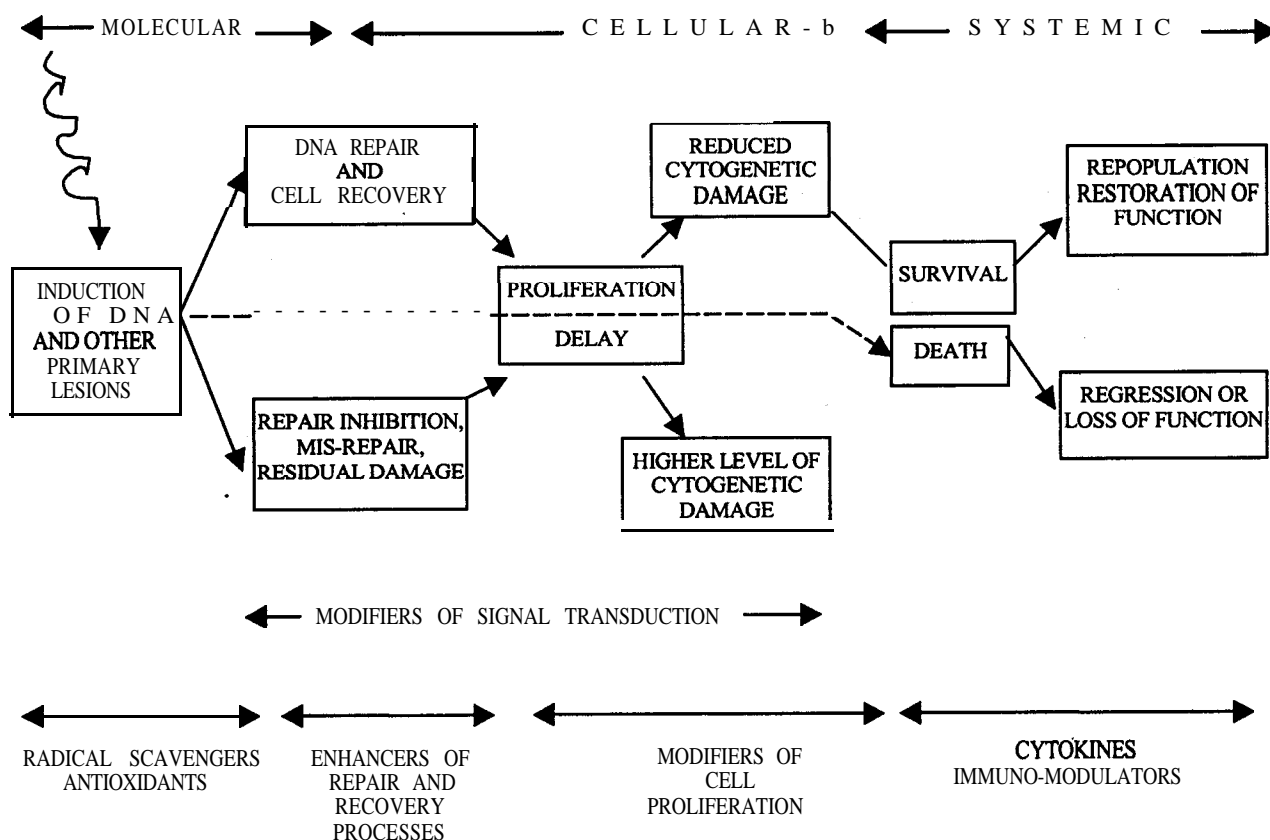 MOLECULAR
CELLULAR-b
SYSTEMIC
DNA REPAIR
AND
CELL RECOVERY
REDUCED
CYTOGENETIC
DAMAGE
REPOPULATION
RESTORATION OF
FUNCTION
INDUCTION
OF DNA
AND OTHER
PRIMARY
LESIONS
PROLIFERATION
DELAY
SURVIVAL
DEATH
REPAIR INHIBITION,
MIS-REPAIR,
RESIDUAL DAMAGE
HIGHER LEVEL OF
CYTOGENETIC
DAMAGE
REGRESSION OR
LOSS OF FUNCTION
MODIFIERS OF SIGNAL TRANSDUCTION
RADICAL SCAVENGERS
ANTIOXIDANTS
ENHANCERS OF
REPAIR AND
RECOVERY
PROCESSES
MODIFIERS OF
CELL
PROLIFERATION
CYTOKINES
IMMUNO-MODULATORS